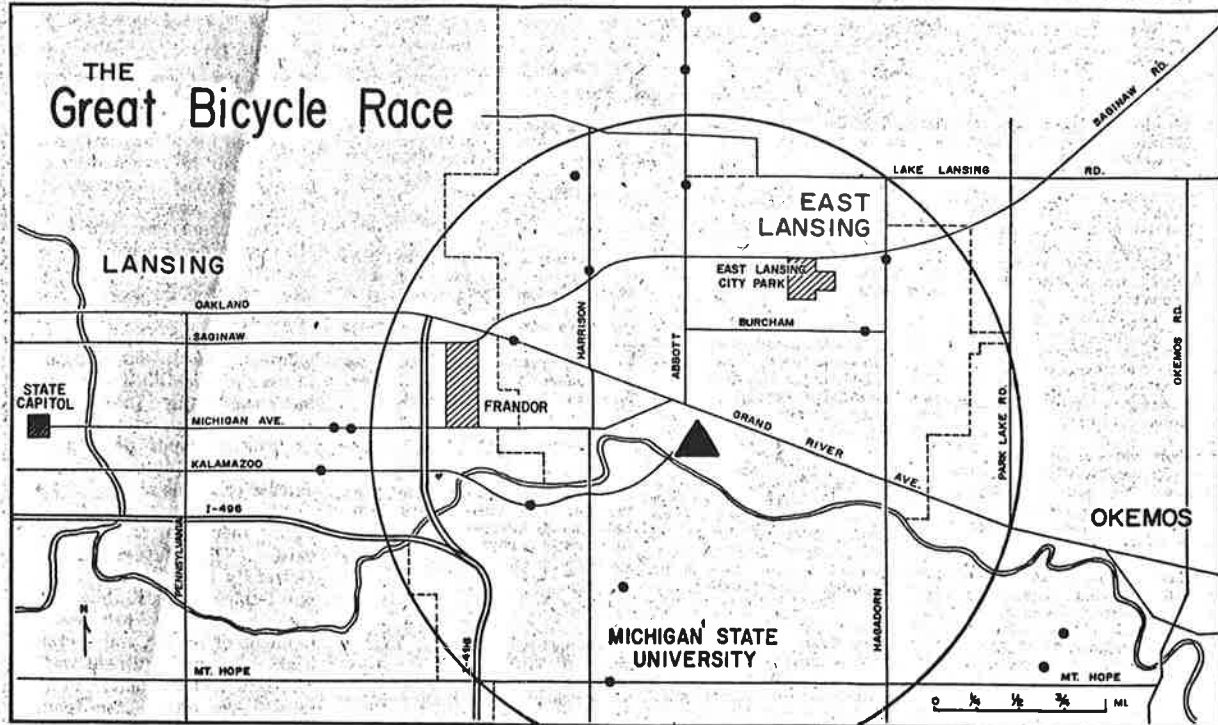 THE
Great Bicycle Race
SAGINAW RD.
LAKE LANSING RD.
EAST
LANSING
LANSING
EAST LANSING
CITY PARK
OAKLAND
SAGINAW
HARRISON
ABBOTT
BURCHAM
OKEMOS RD.
STATE
CAPITOL
FRANDOR
MICHIGAN AVE.
GRAND RIVER AVE.
PARK LAKE RD.
KALAMAZOO
I-496
OKEMOS
PENNSYLVANIA
N
HAGADORN
MICHIGAN STATE
UNIVERSITY
I-496
MT. HOPE
MT. HOPE
0 1/4 1/2 3/4 1 MI.